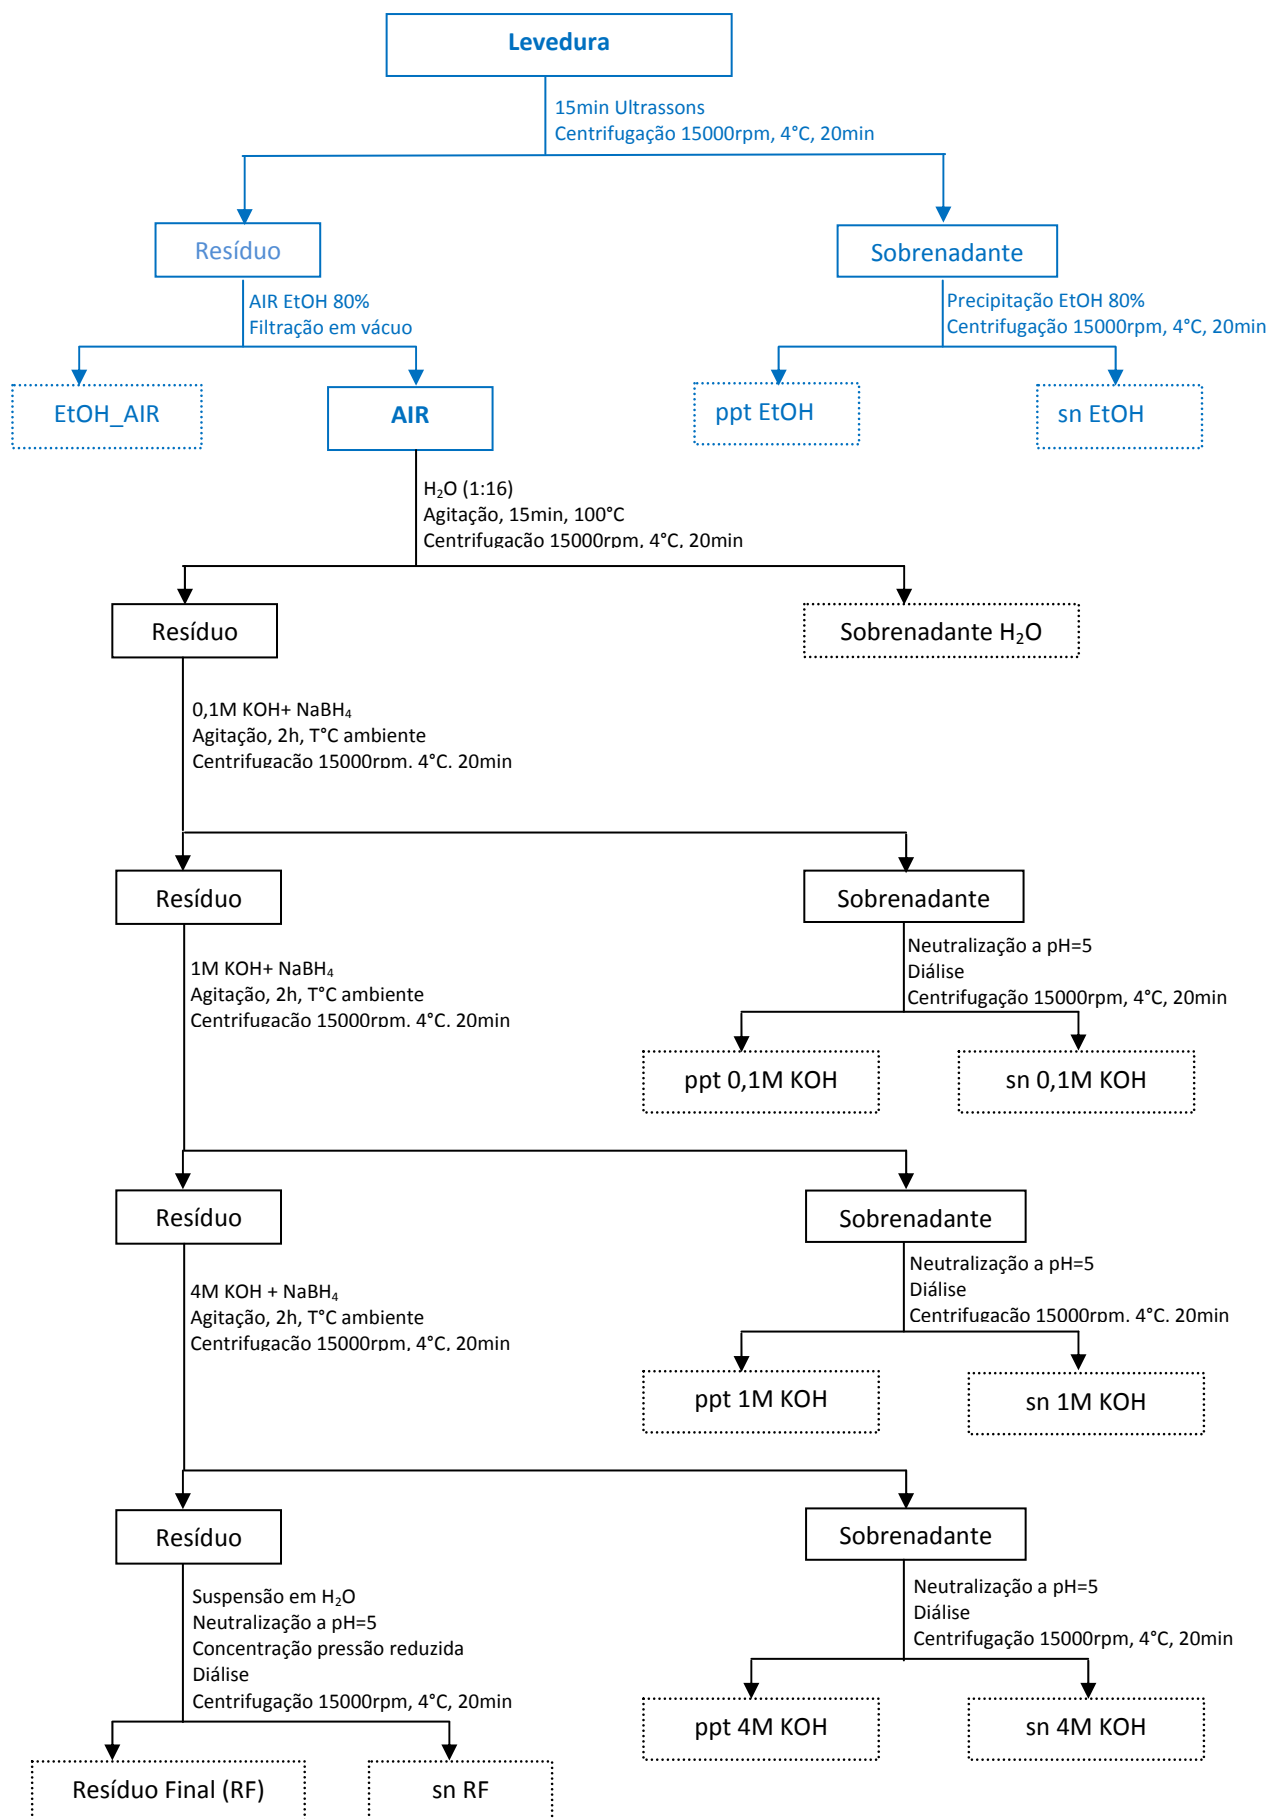 Levedura
15min Ultrassons
Centrifugação 15000rpm, 4°C, 20min
Resíduo
Sobrenadante
AIR EtOH 80%
Filtração em vácuo
Precipitação EtOH 80%
Centrifugação 15000rpm, 4°C, 20min
EtOH_AIR
AIR
ppt EtOH
sn EtOH
H₂O (1:16)
Agitação, 15min, 100°C
Centrifugação 15000rpm, 4°C, 20min
Resíduo
Sobrenadante H₂O
0,1M KOH+ NaBH₄
Agitação, 2h, T°C ambiente
Centrifugação 15000rpm, 4°C, 20min
Resíduo
Sobrenadante
1M KOH+ NaBH₄
Agitação, 2h, T°C ambiente
Centrifugação 15000rpm, 4°C, 20min
Neutralização a pH=5
Diálise
Centrifugação 15000rpm, 4°C, 20min
ppt 0,1M KOH
sn 0,1M KOH
Resíduo
Sobrenadante
4M KOH + NaBH₄
Agitação, 2h, T°C ambiente
Centrifugação 15000rpm, 4°C, 20min
Neutralização a pH=5
Diálise
Centrifugação 15000rpm, 4°C, 20min
ppt 1M KOH
sn 1M KOH
Resíduo
Sobrenadante
Suspensão em H₂O
Neutralização a pH=5
Concentração pressão reduzida
Diálise
Centrifugação 15000rpm, 4°C, 20min
Neutralização a pH=5
Diálise
Centrifugação 15000rpm, 4°C, 20min
ppt 4M KOH
sn 4M KOH
Resíduo Final (RF)
sn RF